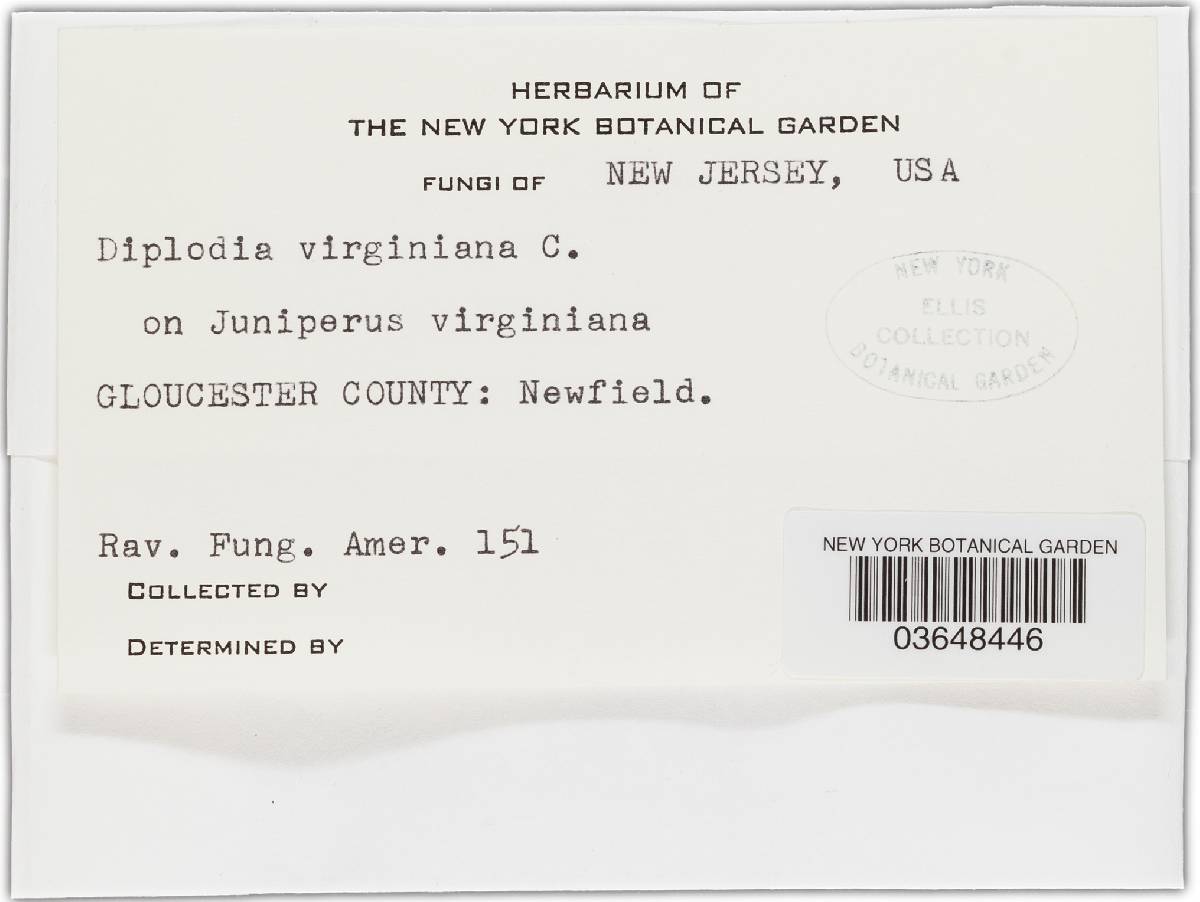 HERBARIUM OF
THE NEW YORK BOTANICAL GARDEN
FUNGI OF NEW JERSEY, USA
Diplodia virginiana C.
on Juniperus virginiana
GLOUCESTER COUNTY: Newfield.
NEW YORK
ELLIS
COLLECTION
BOTANICAL GARDEN
Rav. Fung. Amer. 151
COLLECTED BY
DETERMINED BY
NEW YORK BOTANICAL GARDEN
03648446